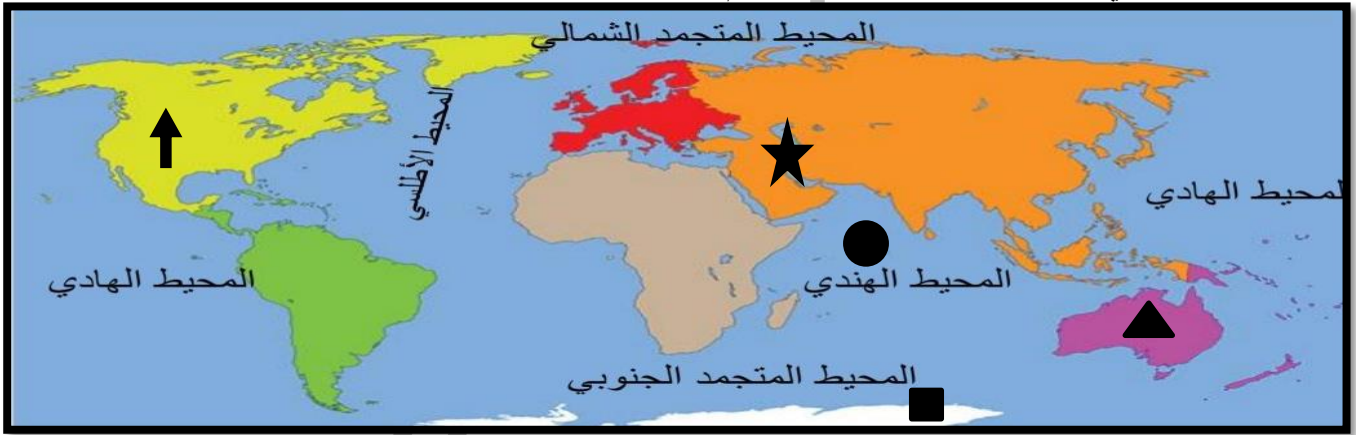 المحيط المتجمد الشمالي
المحيط الأطلسي
لمحيط الهادي
المحيط الهادي
المحيط الهندي
المحيط المتجمد الجنوبي